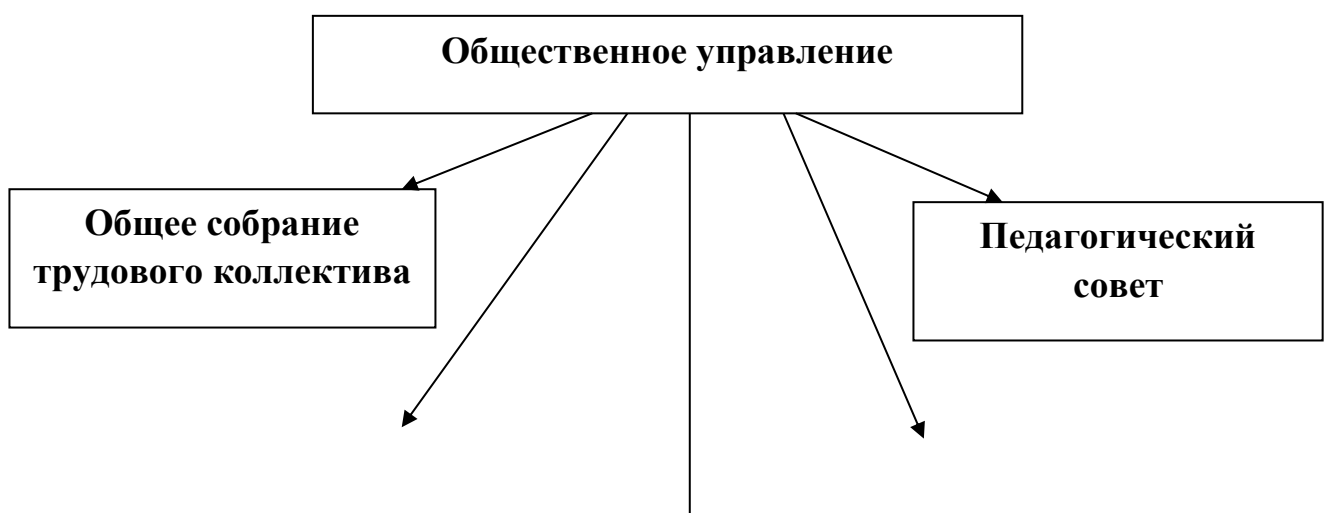 Общественное управление
Общее собрание
трудового коллектива
Педагогический
совет